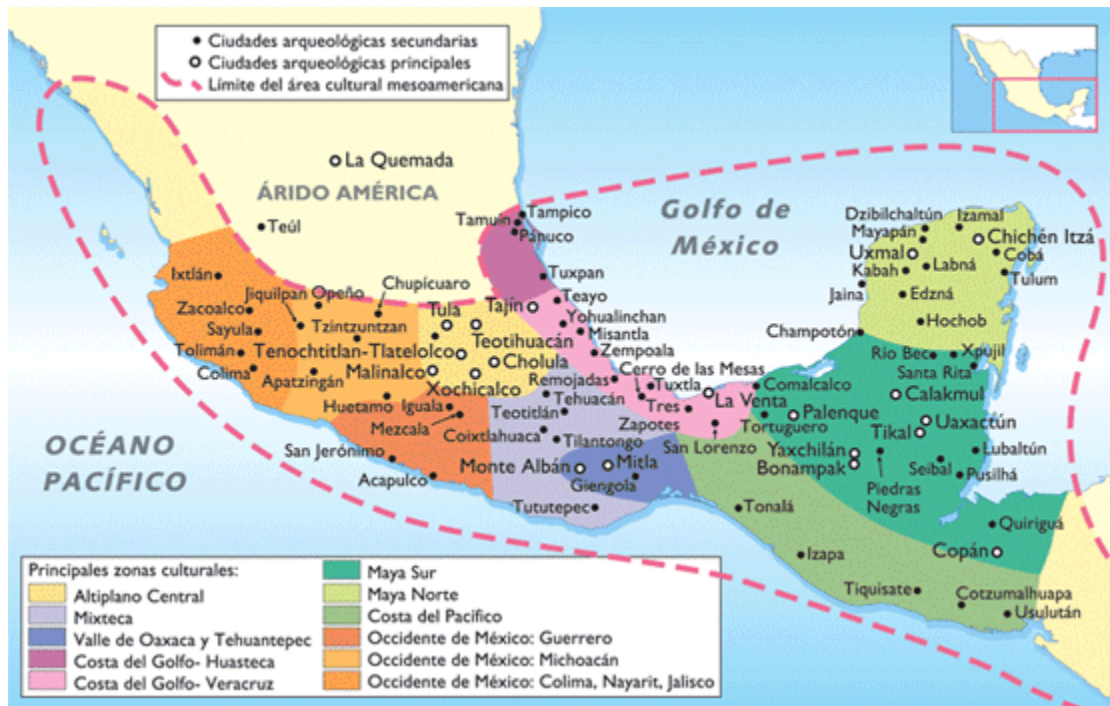 Ciudades arqueológicas secundarias
Ciudades arqueológicas principales
Límite del área cultural mesoamericana
La Quemada
ÁRIDO AMÉRICA
Teúl
Golfo de
México
OCÉANO
PACÍFICO
Tamuín
Tampico
Pánuco
Tuxpan
Teayo
Tajín
Yohualinchan
Misantla
Zempoala
Cerro de las Mesas
Remojadas
Tuxtla
La Venta
Tres
Zapotes
San Lorenzo
Ixtlán
Zacoalco
Sayula
Tolimán
Colima
Jiquilpan
Opeño
Chupícuaro
Tzintzuntzan
Apatzingán
Huetamo
Iguala
Mezcala
San Jerónimo
Acapulco
Tula
Teotihuacán
Tenochtitlan-Tlatelolco
Cholula
Malinalco
Xochicalco
Tehuacán
Teotitlán
Coixtlahuaca
Tilantongo
Monte Albán
Mitla
Giengola
Tututepec
Dzibilchaltún
Izamal
Mayapán
Chichén Itzá
Uxmal
Cobá
Kabah
Labná
Tulum
Jaina
Edzná
Hochob
Champotón
Río Bec
Xpujil
Santa Rita
Comalcalco
Calakmul
Palenque
Tortuguero
Uaxactún
Tikal
Yaxchilán
Bonampak
Lubaltún
Seibal
Pusilhá
Piedras
Negras
Quiriguá
Copán
Tonalá
Izapa
Tiquisate
Cotzumalhuapa
Usulután
Principales zonas culturales:
Altiplano Central
Mixteca
Valle de Oaxaca y Tehuantepec
Costa del Golfo- Huasteca
Costa del Golfo- Veracruz
Maya Sur
Maya Norte
Costa del Pacífico
Occidente de México: Guerrero
Occidente de México: Michoacán
Occidente de México: Colima, Nayarit, Jalisco